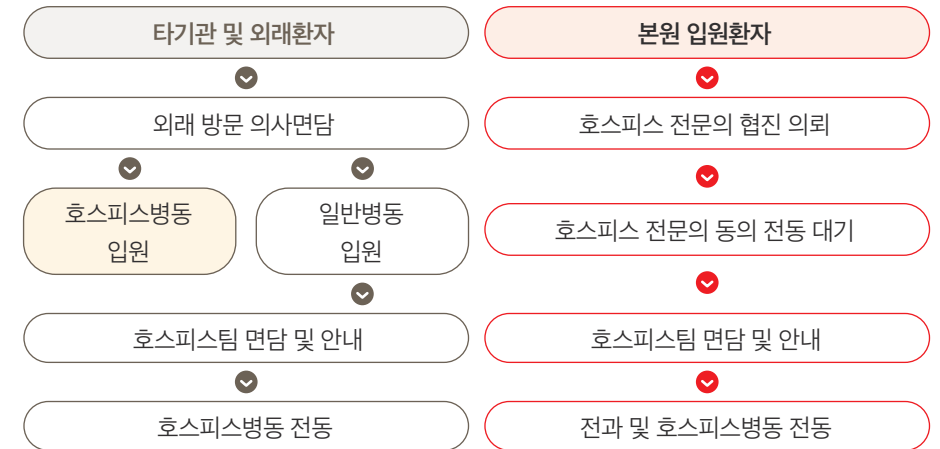 타기관 및 외래환자
외래 방문 의사면담
호스피스병동
입원
일반병동
입원
호스피스팀 면담 및 안내
호스피스병동 전동
본원 입원환자
호스피스 전문의 협진 의뢰
호스피스 전문의 동의 전동 대기
호스피스팀 면담 및 안내
전과 및 호스피스병동 전동